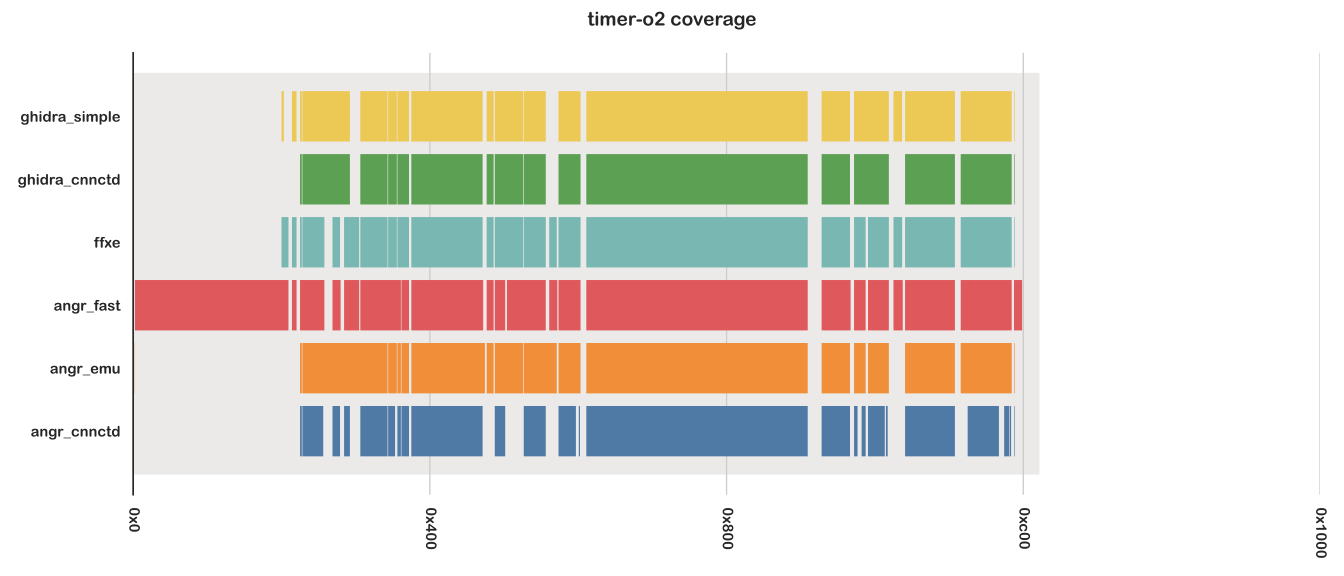 timer-o2 coverage
ghidra_simple
ghidra_cnnctd
ffxe
angr_fast
angr_emu
angr_cnnctd
0x0
0x400
0x800
0xc00
0x1000